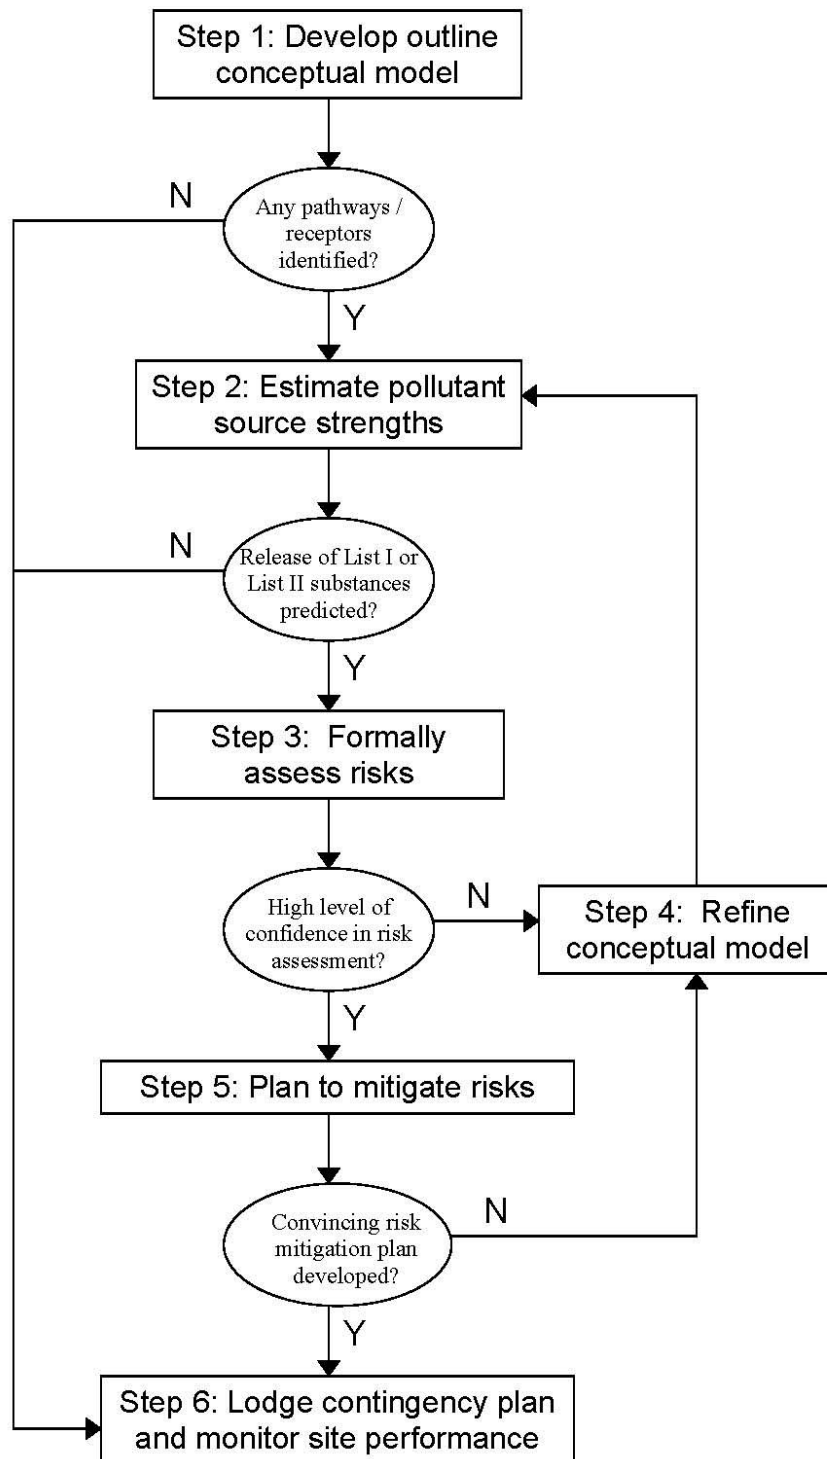 Step 1: Develop outline
conceptual model
N
Any pathways /
receptors
identified?
Y
Step 2: Estimate pollutant
source strengths
N
Release of List I or
List II substances
predicted?
Y
Step 3: Formally
assess risks
High level of
confidence in risk
assessment?
N
Step 4: Refine
conceptual model
Y
Step 5: Plan to mitigate risks
Convincing risk
mitigation plan
developed?
N
Y
Step 6: Lodge contingency plan
and monitor site performance